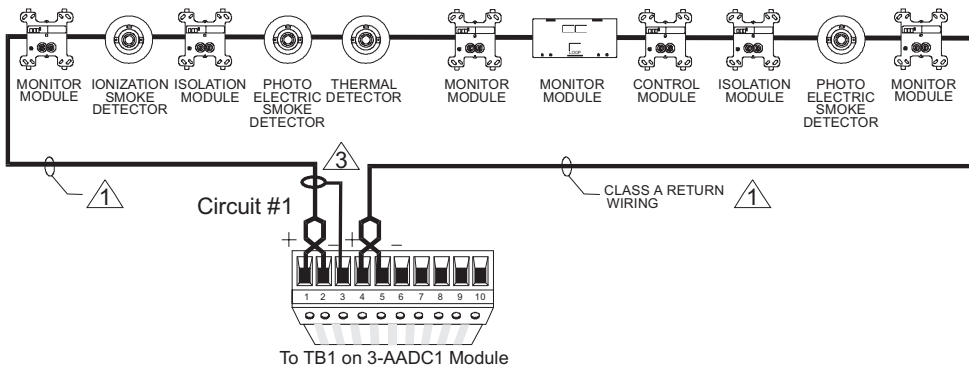 LOOP
MONITOR
MODULE
IONIZATION
SMOKE
DETECTOR
ISOLATION
MODULE
PHOTO
ELECTRIC
SMOKE
DETECTOR
THERMAL
DETECTOR
MONITOR
MODULE
MONITOR
MODULE
CONTROL
MODULE
ISOLATION
MODULE
PHOTO
ELECTRIC
SMOKE
DETECTOR
MONITOR
MODULE
1
3
CLASS A RETURN
WIRING
1
Circuit #1
+ - + -
1 2 3 4 5 6 7 8 9 10
To TB1 on 3-AADC1 Module